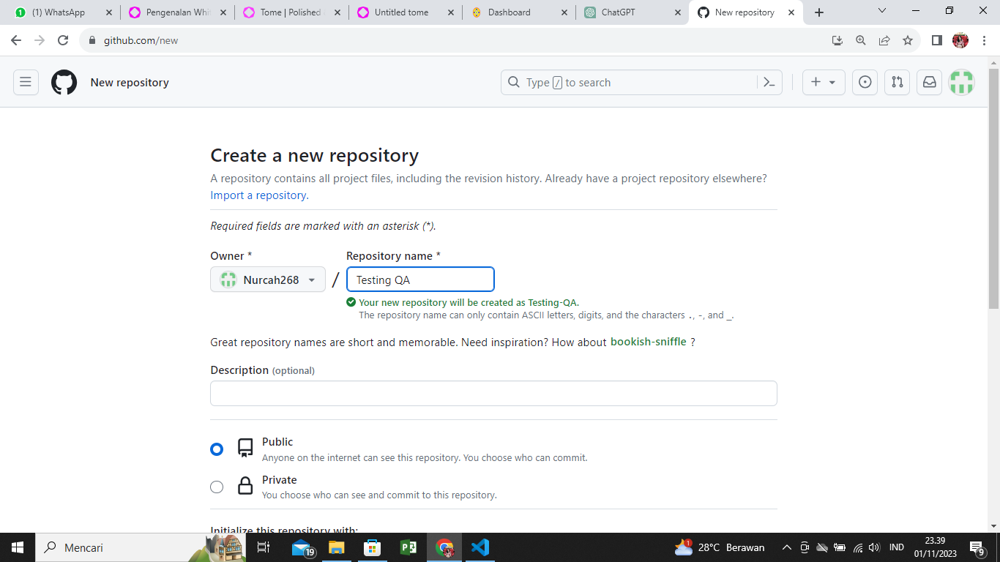 (1) WhatsApp
Pengenalan Whi
Tome | Polished
Untitled tome
Dashboard
ChatGPT
New repository
github.com/new
New repository
Type / to search
Create a new repository
A repository contains all project files, including the revision history. Already have a project repository elsewhere?
Import a repository.
Required fields are marked with an asterisk (*).
Owner *
Repository name *
Nurcah268
/
Testing QA
Your new repository will be created as Testing-QA.
The repository name can only contain ASCII letters, digits, and the characters ., -, and _.
Great repository names are short and memorable. Need inspiration? How about bookish-sniffle ?
Description (optional)
Public
Anyone on the internet can see this repository. You choose who can commit.
Private
You choose who can see and commit to this repository.
Initialize this repository with:
Mencari
19
28°C Berawan
IND
23.39
01/11/2023
9